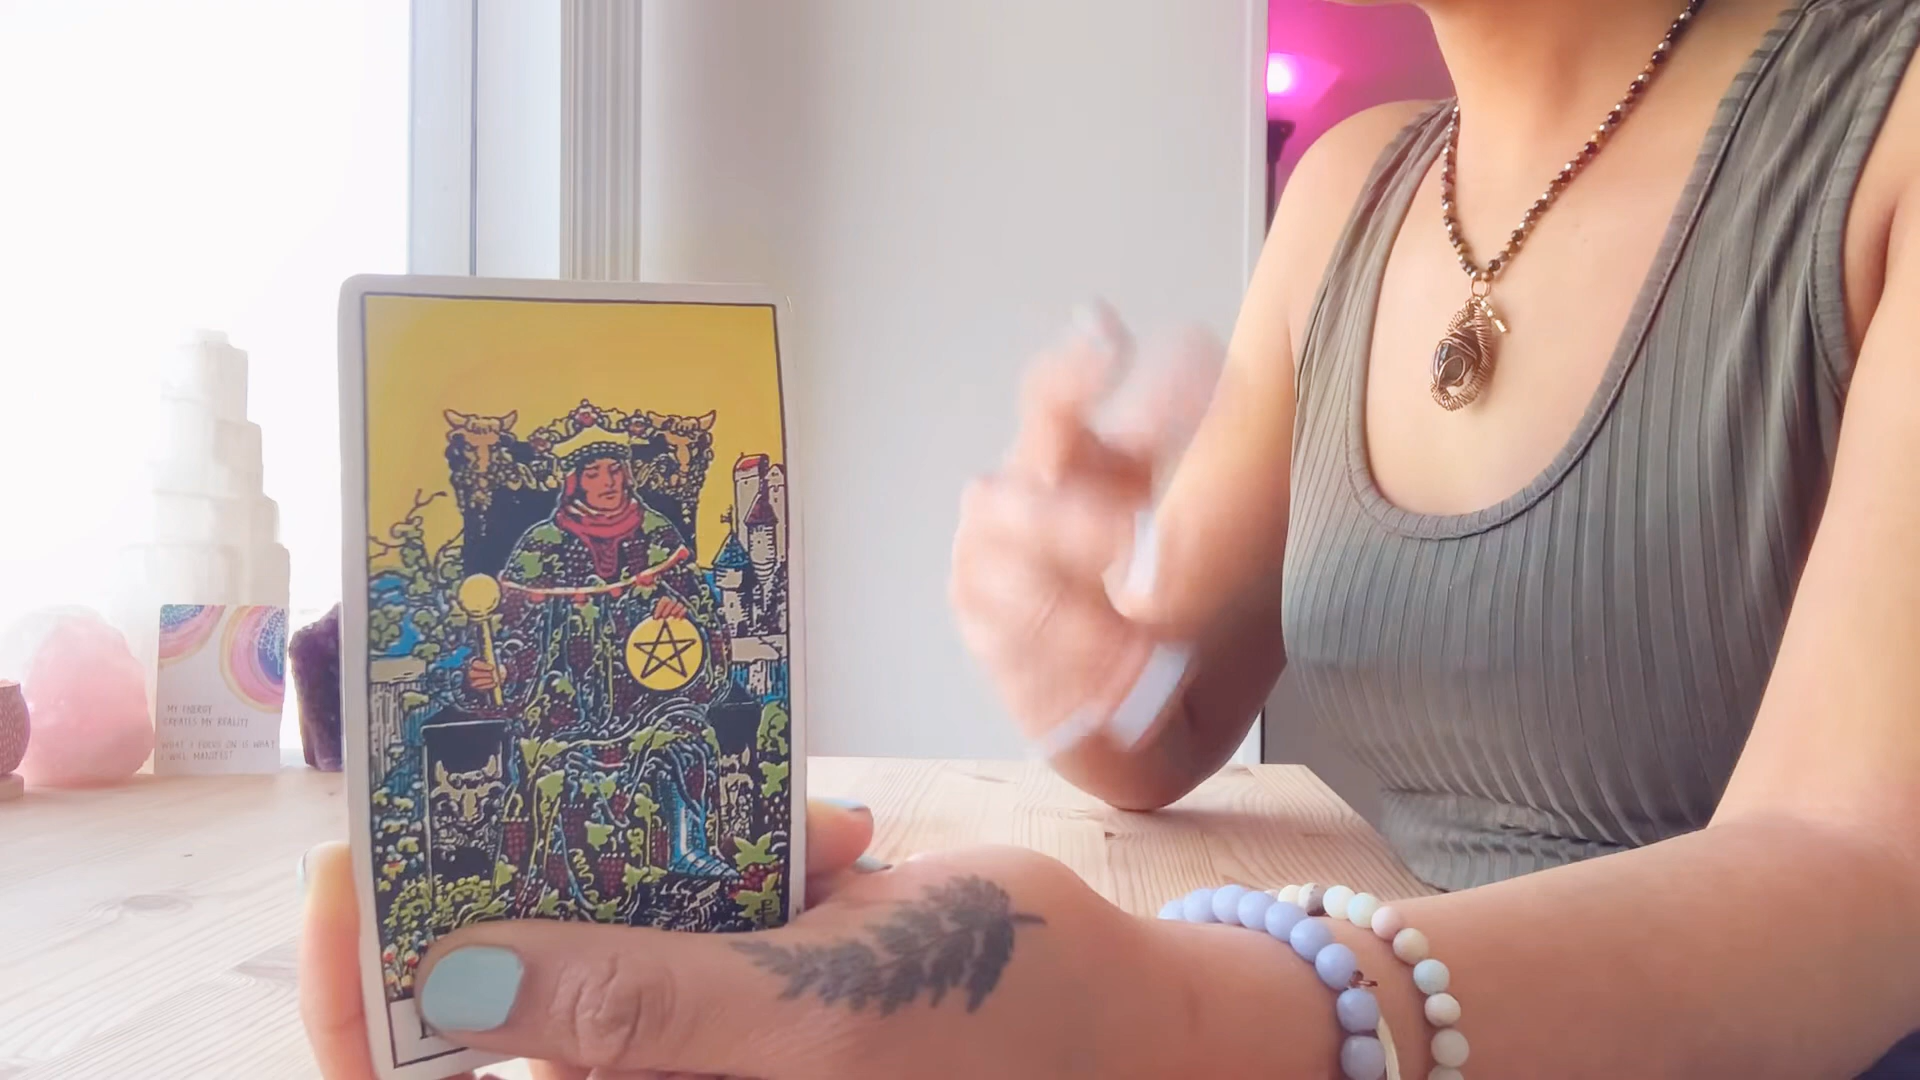 MY ENERGY
CREATES MY REALITY
WHAT I FOCUS ON IS WHAT
I WILL MANIFEST